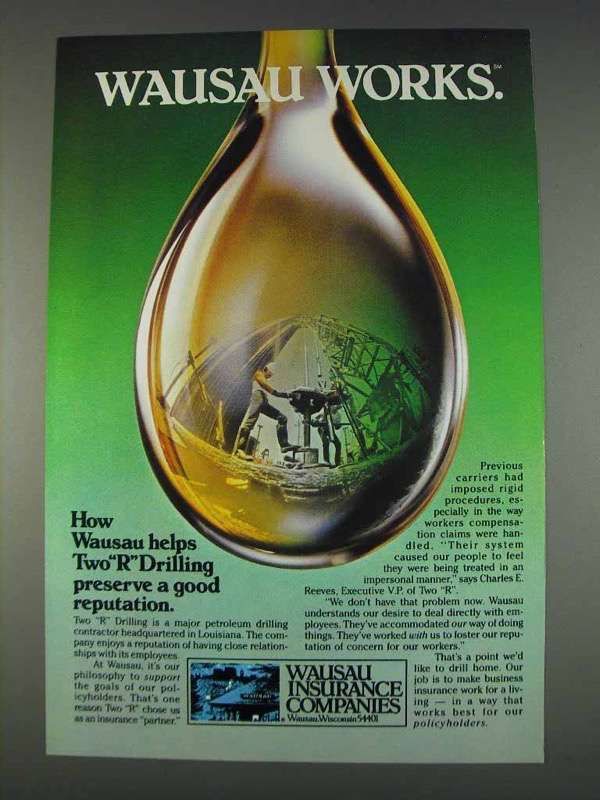 WAUSAU WORKS.℠
How
Wausau helps
Two "R" Drilling
preserve a good
reputation.
Two "R" Drilling is a major petroleum drilling
contractor headquartered in Louisiana. The com-
pany enjoys a reputation of having close relation-
ships with its employees.
At Wausau, it's our
philosophy to support
the goals of our pol-
icyholders. That's one
reason Two "R" chose us
as an insurance "partner."
Previous
carriers had
imposed rigid
procedures, es-
pecially in the way
workers compensa-
tion claims were han-
dled. "Their system
caused our people to feel
they were being treated in an
impersonal manner," says Charles E.
Reeves, Executive V.P. of Two "R".
"We don't have that problem now. Wausau
understands our desire to deal directly with em-
ployees. They've accommodated our way of doing
things. They've worked with us to foster our repu-
tation of concern for our workers."
That's a point we'd
like to drill home. Our
job is to make business
insurance work for a liv-
ing — in a way that
works best for our
policyholders.
WAUSAU
WAUSAU
INSURANCE
COMPANIES
Wausau, Wisconsin 54401